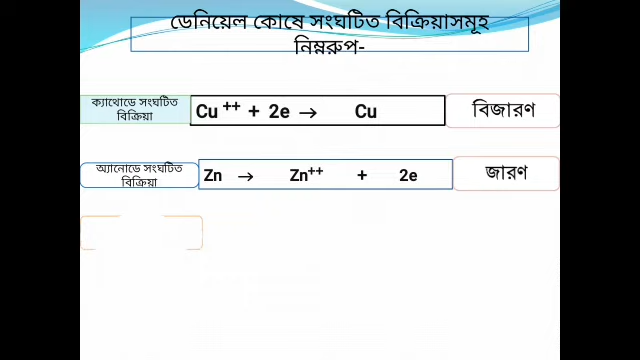 ডেনিয়েল কোষে সংঘটিত বিক্রিয়াসমূহ
নিম্নরুপ-
ক্যাথোডে সংঘটিত
বিক্রিয়া
Cu ++ + 2e → Cu
বিজারণ
অ্যানোডে সংঘটিত
বিক্রিয়া
Zn → Zn++ + 2e
জারণ